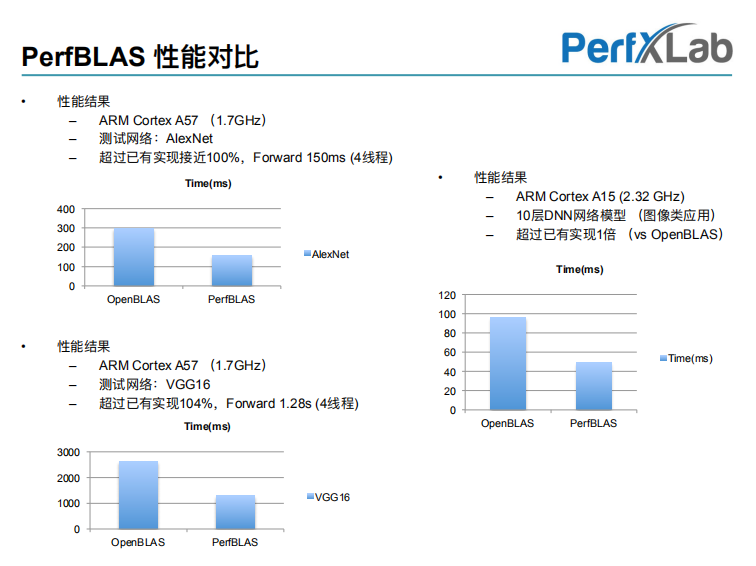 PerfBLAS 性能对比
PerfXLab
• 性能结果
– ARM Cortex A57 （1.7GHz）
– 测试网络：AlexNet
– 超过已有实现接近100%，Forward 150ms (4线程)
Time(ms)
400
300
200
100
0
OpenBLAS PerfBLAS
AlexNet
• 性能结果
– ARM Cortex A57 （1.7GHz）
– 测试网络：VGG16
– 超过已有实现104%，Forward 1.28s (4线程)
Time(ms)
3000
2000
1000
0
OpenBLAS PerfBLAS
VGG16
• 性能结果
– ARM Cortex A15 (2.32 GHz)
– 10层DNN网络模型 （图像类应用）
– 超过已有实现1倍 （vs OpenBLAS）
Time(ms)
120
100
80
60
40
20
0
OpenBLAS PerfBLAS
Time(ms)